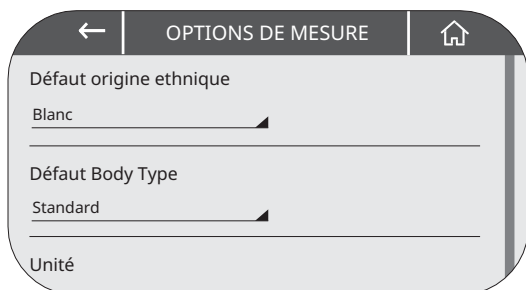 OPTIONS DE MESURE
Défaut origine ethnique
Blanc
Défaut Body Type
Standard
Unité